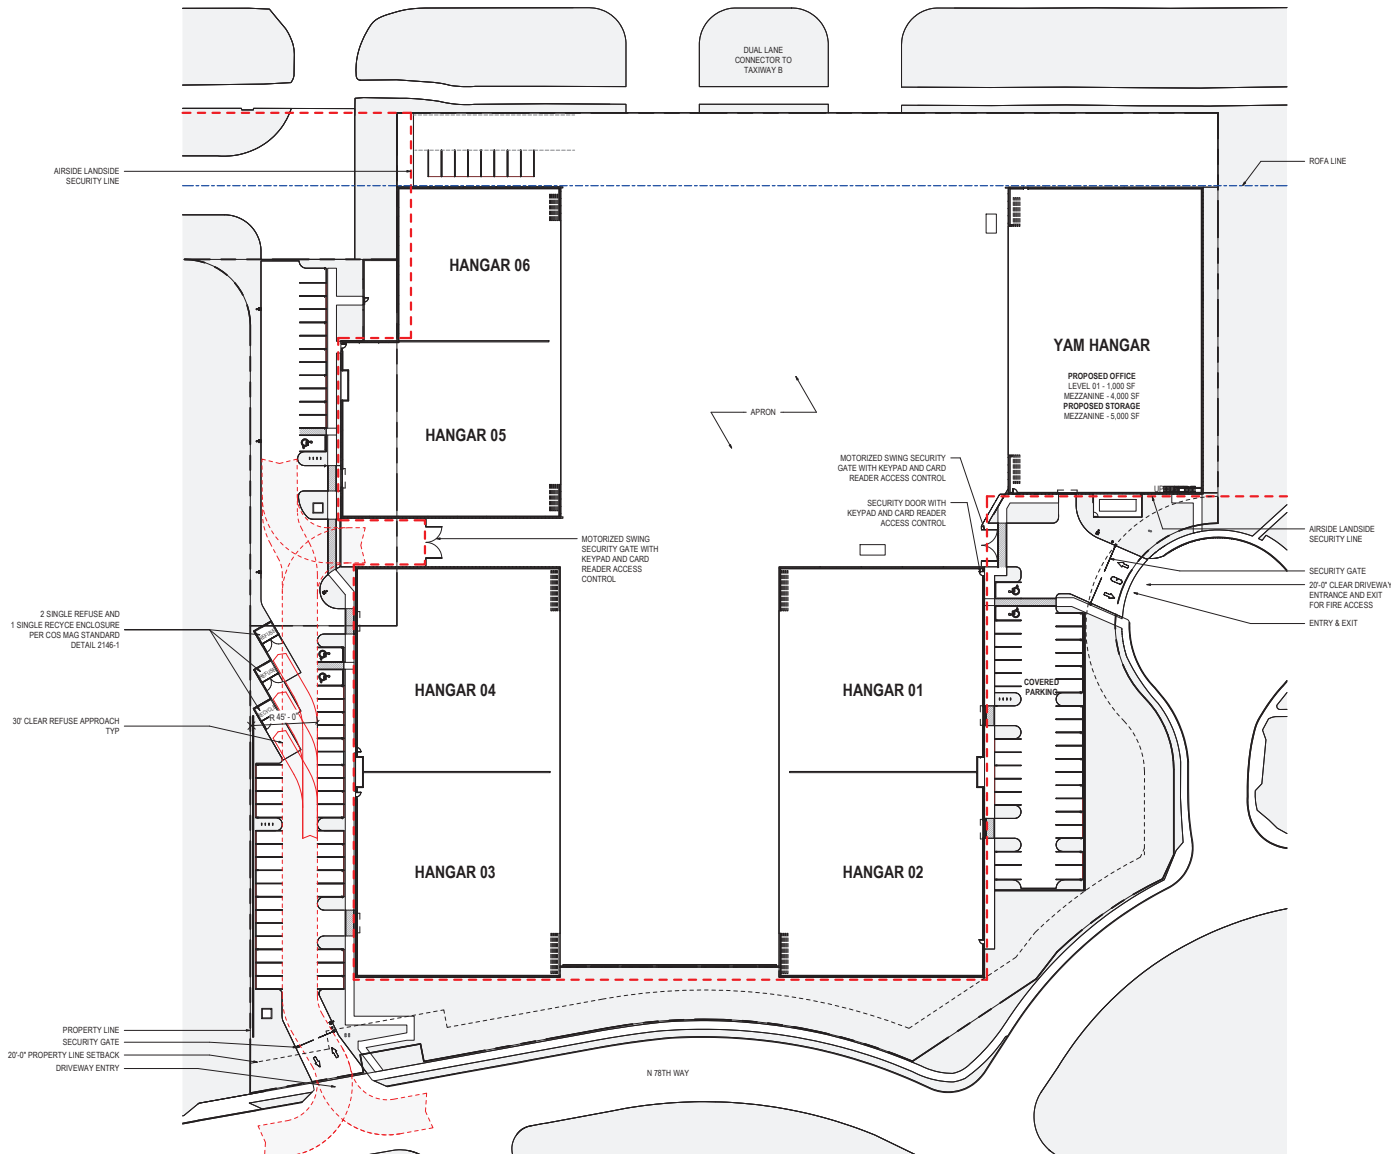 DUAL LANE
CONNECTOR TO
TAXIWAY B
AIRSIDE LANDSIDE
SECURITY LINE
ROFA LINE
HANGAR 06
YAM HANGAR
PROPOSED OFFICE
LEVEL 01 - 1,000 SF
MEZZANINE - 4,000 SF
PROPOSED STORAGE
MEZZANINE - 5,000 SF
APRON
HANGAR 05
MOTORIZED SWING SECURITY
GATE WITH KEYPAD AND CARD
READER ACCESS CONTROL
SECURITY DOOR WITH
KEYPAD AND CARD READER
ACCESS CONTROL
MOTORIZED SWING
SECURITY GATE WITH
KEYPAD AND CARD
READER ACCESS
CONTROL
AIRSIDE LANDSIDE
SECURITY LINE
SECURITY GATE
20'-0" CLEAR DRIVEWAY
ENTRANCE AND EXIT
FOR FIRE ACCESS
ENTRY & EXIT
2 SINGLE REFUSE AND
1 SINGLE RECYCE ENCLOSURE
PER COS MAG STANDARD
DETAIL 2146-1
REFUSE
REFUSE
RECYCLE
R 45' - 0"
30' CLEAR REFUSE APPROACH
TYP
HANGAR 04
HANGAR 01
COVERED
PARKING
HANGAR 03
HANGAR 02
PROPERTY LINE
SECURITY GATE
20'-0" PROPERTY LINE SETBACK
DRIVEWAY ENTRY
N 78TH WAY